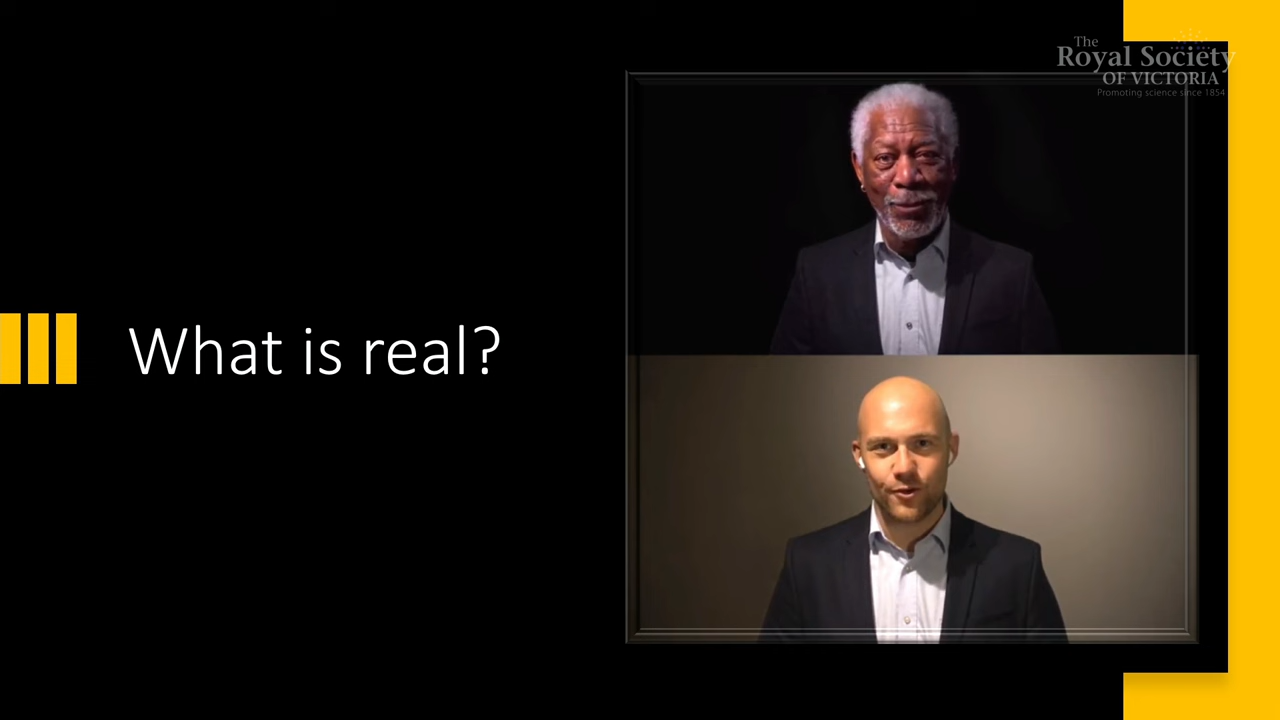 The
Royal Society
OF VICTORIA
Promoting science since 1854
What is real?